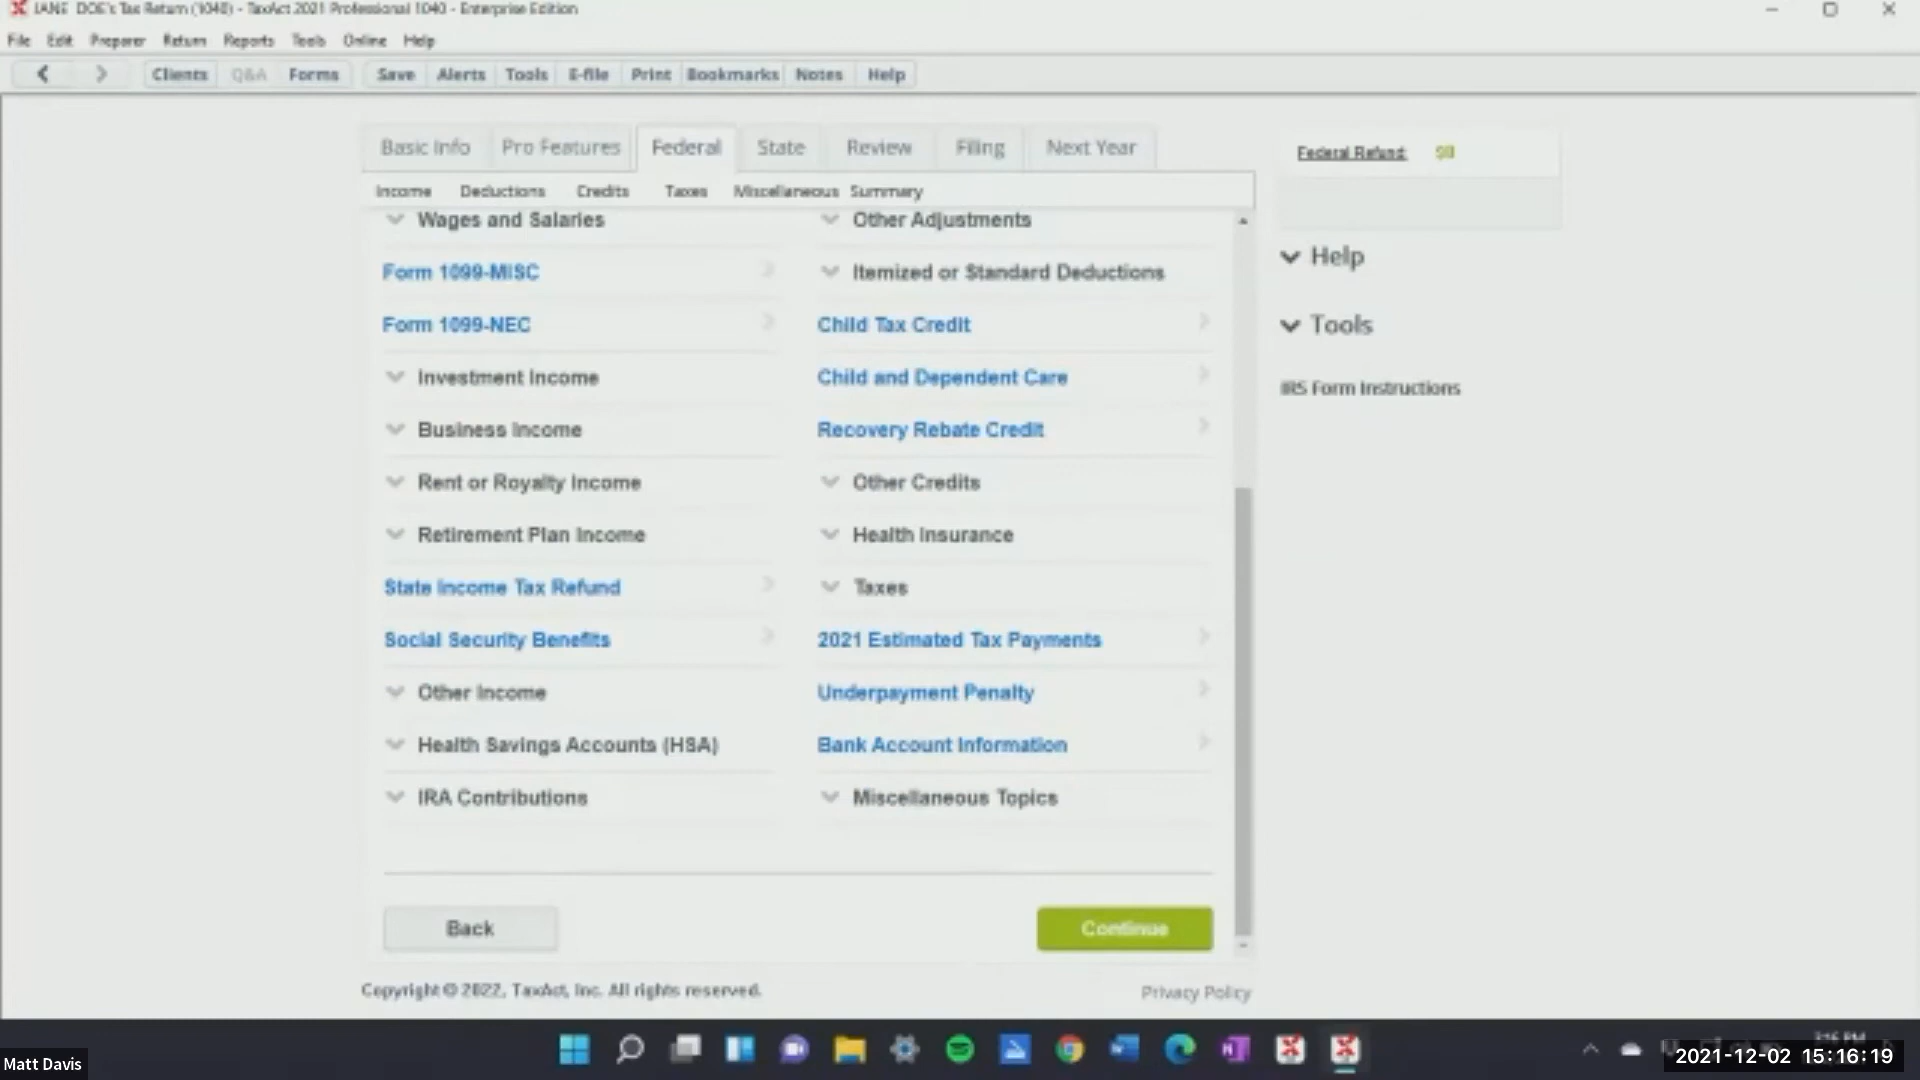 JANE DOE's Tax Return (1040) - TaxAct 2021 Professional 1040 - Enterprise Edition
File Edit Preparer Return Reports Tools Online Help
Clients Q&A Forms Save Alerts Tools E-file Print Bookmarks Notes Help
Basic Info Pro Features Federal State Review Filing Next Year
Federal Refund: $0
Income Deductions Credits Taxes Miscellaneous Summary
Wages and Salaries
Form 1099-MISC
Form 1099-NEC
Investment Income
Business Income
Rent or Royalty Income
Retirement Plan Income
State Income Tax Refund
Social Security Benefits
Other Income
Health Savings Accounts (HSA)
IRA Contributions
Other Adjustments
Itemized or Standard Deductions
Child Tax Credit
Child and Dependent Care
Recovery Rebate Credit
Other Credits
Health Insurance
Taxes
2021 Estimated Tax Payments
Underpayment Penalty
Bank Account Information
Miscellaneous Topics
Help
Tools
IRS Form Instructions
Back Continue
Copyright © 2022, TaxAct, Inc. All rights reserved.
Privacy Policy
3:16 PM
Matt Davis
2021-12-02 15:16:19